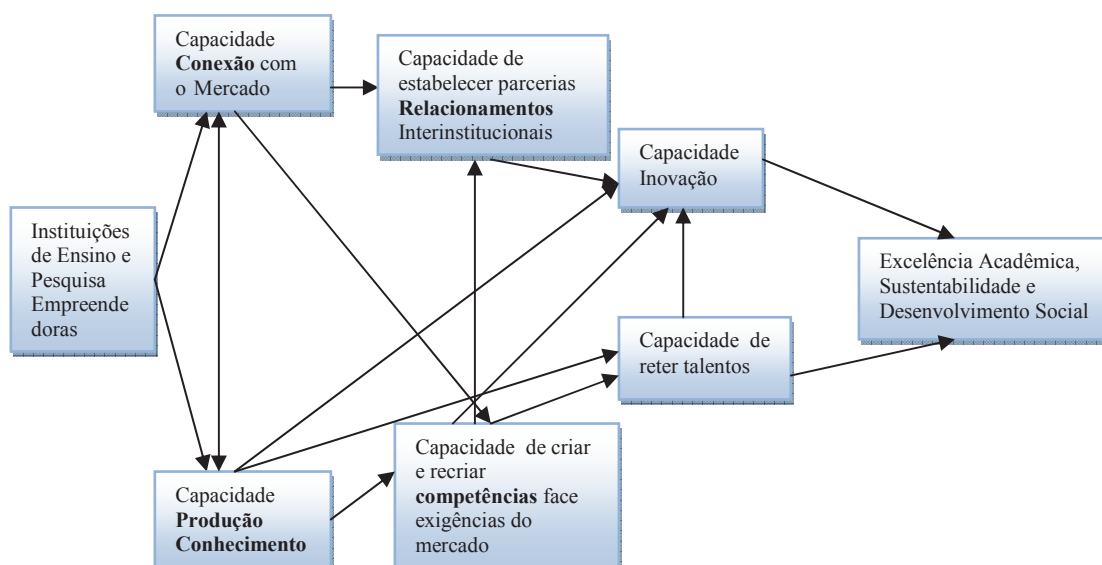 Capacidade
Conexão com
o Mercado
Capacidade de
estabelecer parcerias
Relacionamentos
Interinstitucionais
Capacidade
Inovação
Instituições
de Ensino e
Pesquisa
Empreende
doras
Excelência Acadêmica,
Sustentabilidade e
Desenvolvimento Social
Capacidade de
reter talentos
Capacidade de criar
e recriar
competências face
exigências do
mercado
Capacidade
Produção
Conhecimento